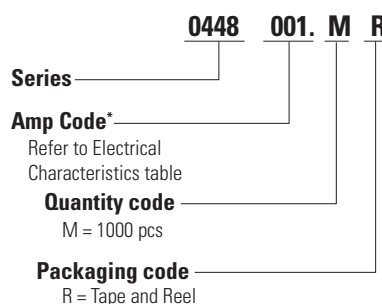 0448 001. M R
Series
Amp Code*
Refer to Electrical
Characteristics table
Quantity code
M = 1000 pcs
Packaging code
R = Tape and Reel